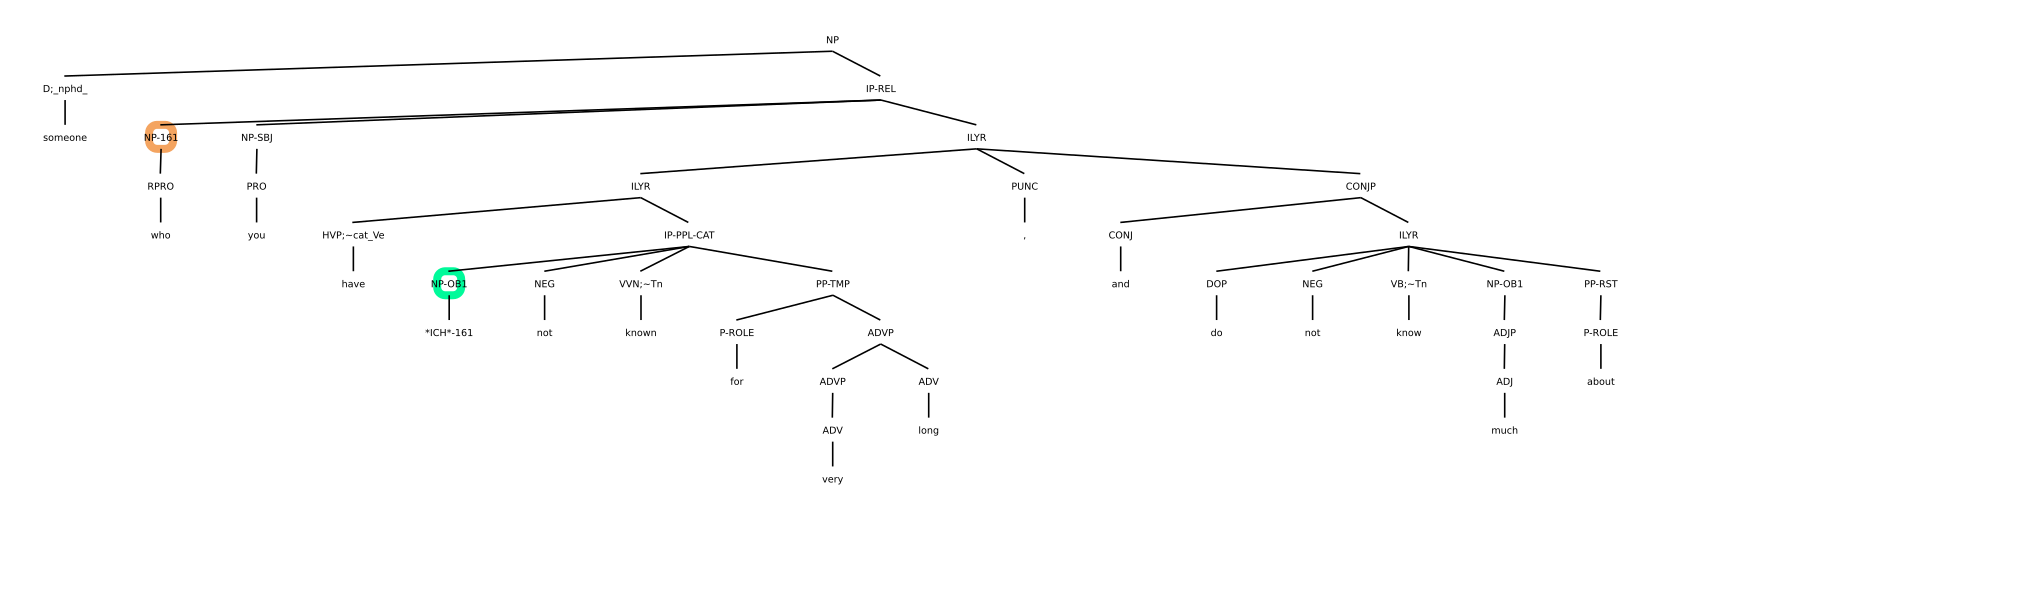 NP
D;_nphd_ IP-REL
someone NP-161 NP-SBJ ILYR
RPRO PRO ILYR PUNC CONJP
who you HVP;~cat_Ve IP-PPL-CAT , CONJ ILYR
have NP-OB1 NEG VVN;~Tn PP-TMP and DOP NEG VB;~Tn NP-OB1 PP-RST
*ICH*-161 not known P-ROLE ADVP do not know ADJP P-ROLE
for ADVP ADV ADJ about
ADV long much
very